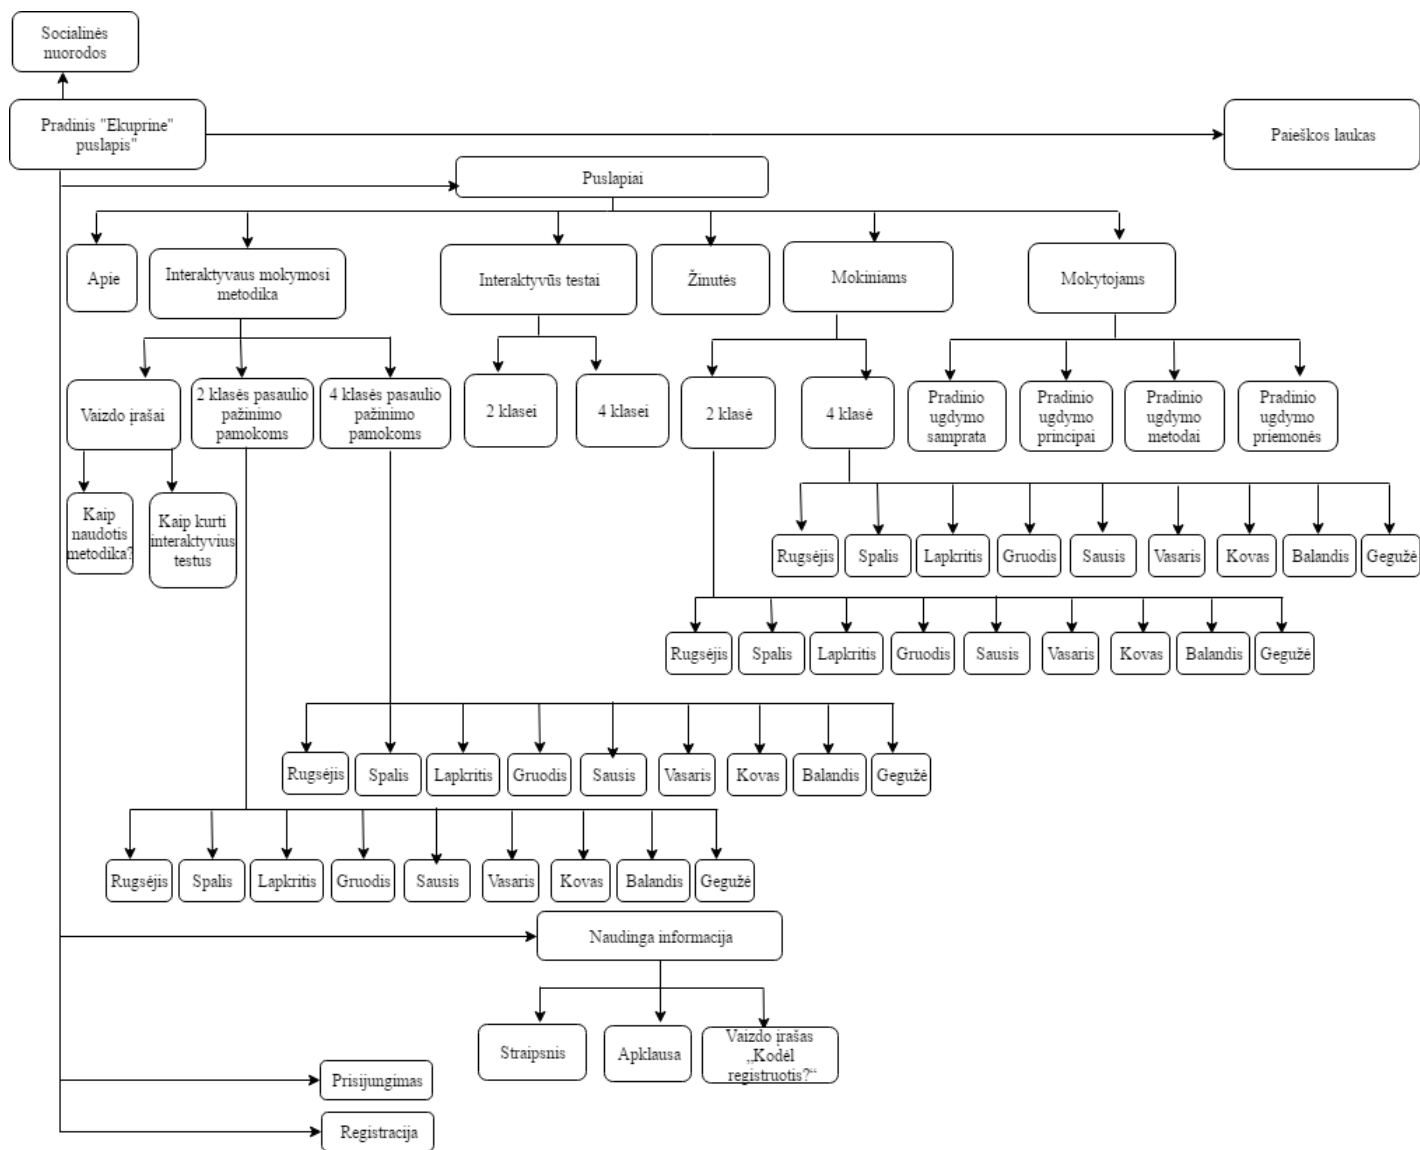 Socialinės
nuorodos
Pradinis "Ekuprine"
puslapis"
Paieškos laukas
Puslapiai
Apie
Interaktyvaus mokymosi
metodika
Interaktyvūs testai
Žinutės
Mokiniams
Mokytojams
Vaizdo įrašai
2 klasės pasaulio
pažinimo
pamokoms
4 klasės pasaulio
pažinimo
pamokoms
2 klasei
4 klasei
2 klasė
4 klasė
Pradinio
ugdymo
samprata
Pradinio
ugdymo
principai
Pradinio
ugdymo
metodai
Pradinio
ugdymo
priemonės
Kaip
naudotis
metodika?
Kaip kurti
interaktyvius
testus
Rugsėjis
Spalis
Lapkritis
Gruodis
Sausis
Vasaris
Kovas
Balandis
Gegužė
Rugsėjis
Spalis
Lapkritis
Gruodis
Sausis
Vasaris
Kovas
Balandis
Gegužė
Rugsėjis
Spalis
Lapkritis
Gruodis
Sausis
Vasaris
Kovas
Balandis
Gegužė
Rugsėjis
Spalis
Lapkritis
Gruodis
Sausis
Vasaris
Kovas
Balandis
Gegužė
Naudinga informacija
Straipsnis
Apklausa
Vaizdo įrašas
„Kodėl
registruotis?“
Prisijungimas
Registracija